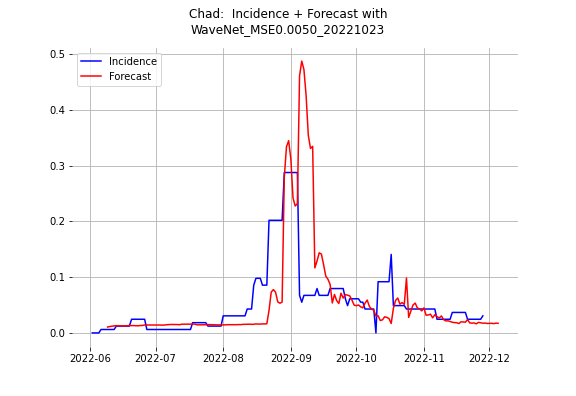 Chad:  Incidence + Forecast with
WaveNet_MSE0.0050_20221023
0.5
Incidence
Forecast
0.4
0.3
0.2
0.1
0.0
2022-06 2022-07 2022-08 2022-09 2022-10 2022-11 2022-12